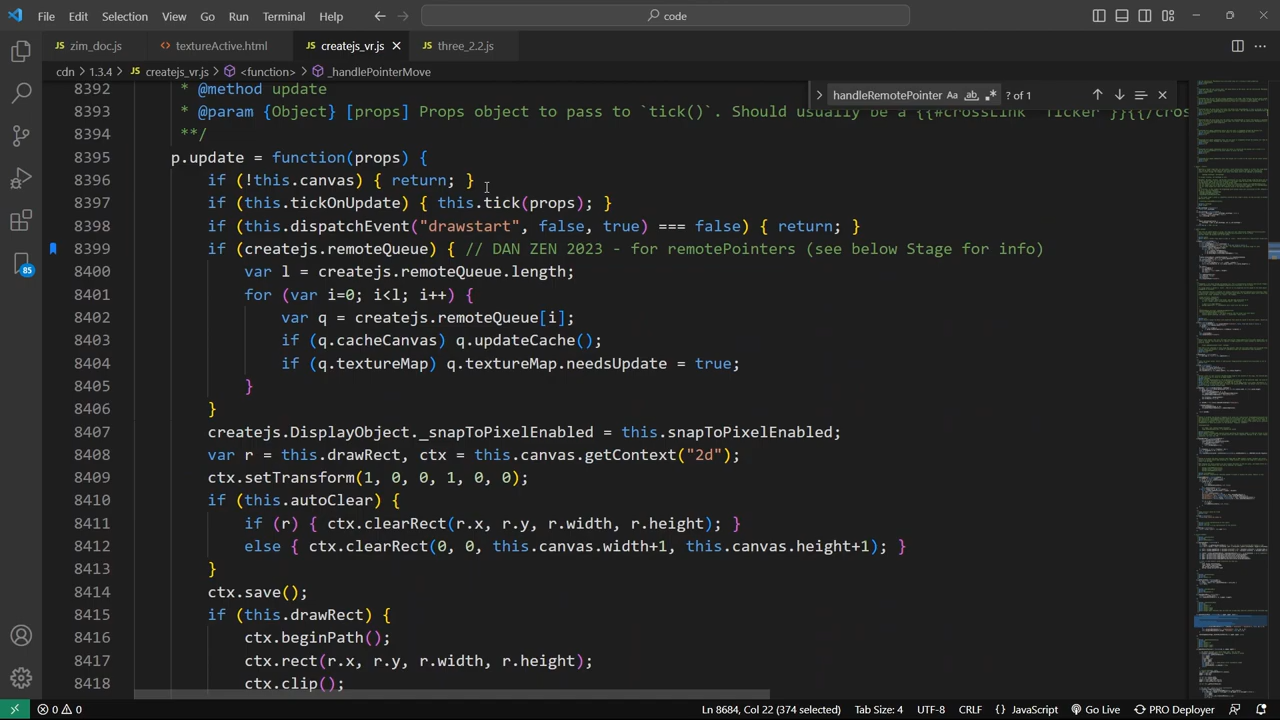 File Edit Selection View Go Run Terminal Help code
zim_doc.js textureActive.html createjs_vr.js three_2.2.js
cdn > 1.3.4 > createjs_vr.js > <function> > _handlePointerMove
handleRemotePointer Aa ab .* ? of 1
8392 * @method update
8393 * @param {Object} [props] Props object to pass to `tick()`. Should usually be a
8394 **/
8395 p.update = function(props) {
8396 if (!this.canvas) { return; }
8397 if (this.tickOnUpdate) { this.tick(props); }
8398 if (this.dispatchEvent("drawstart", false, true) === false) { return; }
8399 if (createjs.remoteQueue) { 2023 - for remotePointers (see below Stage for info)
8400 var l = createjs.remoteQueue.length;
8401 for (var i=0; i<l; i++) {
8402 var q = createjs.remoteQueue[i];
8403 if (q.cacheCanvas) q.updateCache();
8404 if (q.textureMap) q.textureMap.needsUpdate = true;
8405 }
8406 }
8407 createjs.DisplayObject._snapToPixelEnabled = this.snapToPixelEnabled;
8408 var r = this.drawRect, ctx = this.canvas.getContext("2d");
8409 ctx.setTransform(1, 0, 0, 1, 0, 0);
8410 if (this.autoClear) {
8411 if (r) { ctx.clearRect(r.x, r.y, r.width, r.height); }
8412 else { ctx.clearRect(0, 0, this.canvas.width+1, this.canvas.height+1); }
8413 }
8414 ctx.save();
8415 if (this.drawRect) {
8416 ctx.beginPath();
8417 ctx.rect(r.x, r.y, r.width, r.height);
8418 ctx.clip();
85
0 0 Ln 8684, Col 22 selected) Tab Size: 4 UTF-8 CRLF {} JavaScript Go Live PRO Deployer